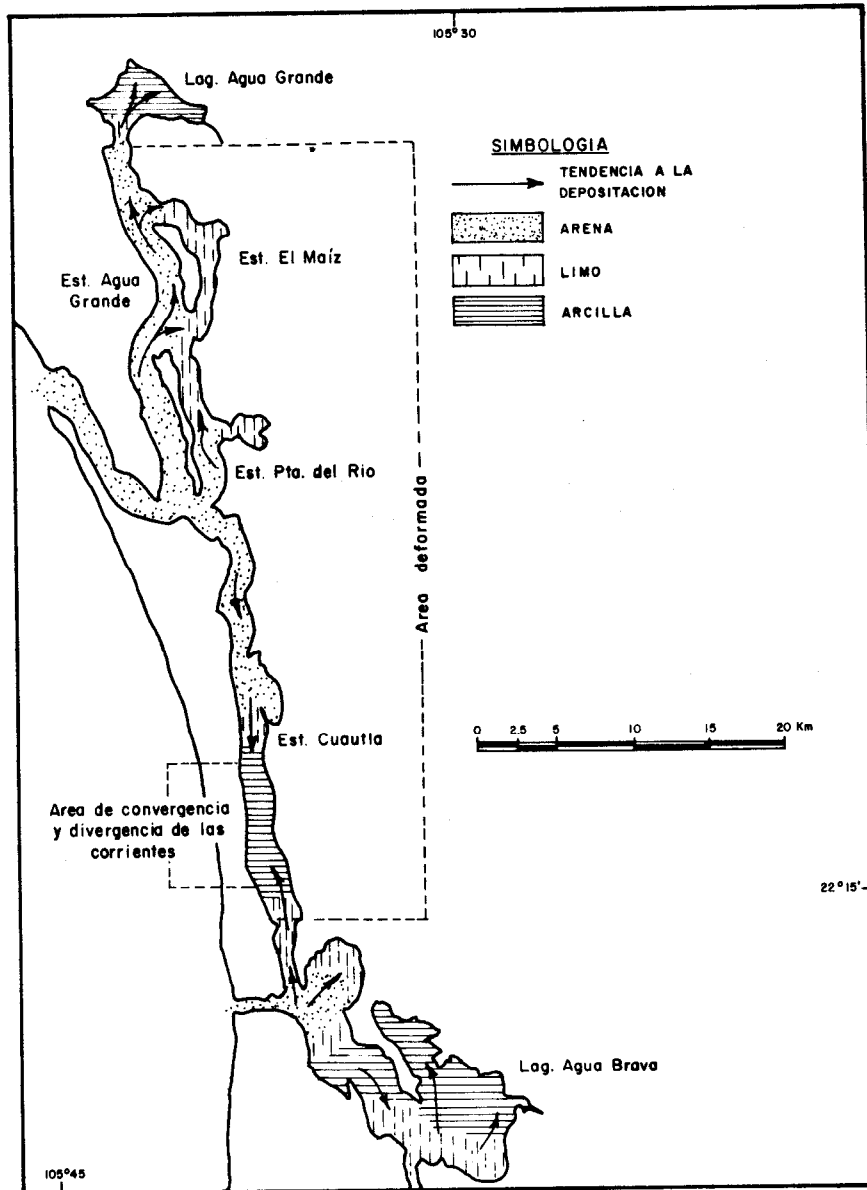 105°30
Lag. Agua Grande
SIMBOLOGIA
TENDENCIA A LA
DEPOSITACION
ARENA
LIMO
ARCILLA
Est. El Maíz
Est. Agua
Grande
Est. Pta. del Rio
Area deformada
Est. Cuautla
0 2.5 5 10 15 20 Km
Area de convergencia
y divergencia de las
corrientes
22°15'
Lag. Agua Brava
105°45